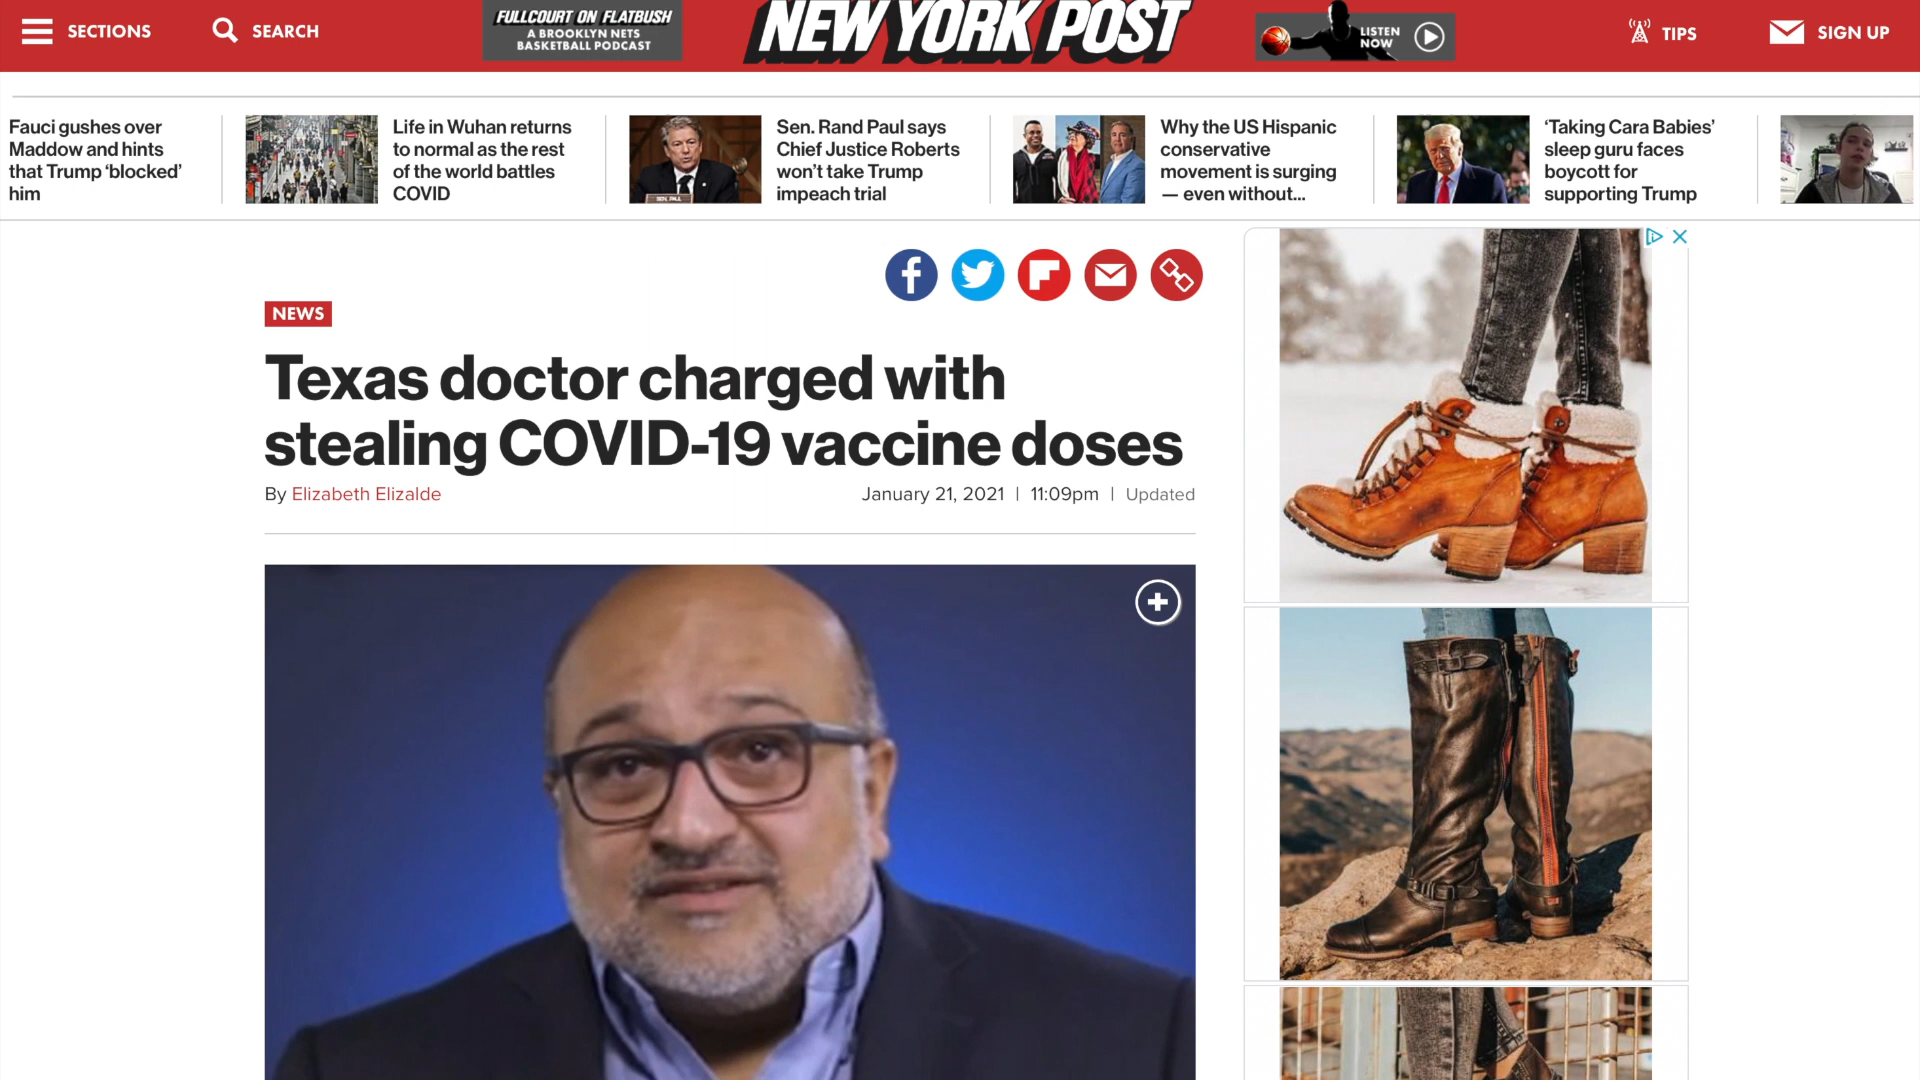 SECTIONS
SEARCH
FULLCOURT ON FLATBUSH
A BROOKLYN NETS
BASKETBALL PODCAST
NEW YORK POST
LISTEN
NOW
TIPS
SIGN UP
Fauci gushes over
Maddow and hints
that Trump ‘blocked’
him
Life in Wuhan returns
to normal as the rest
of the world battles
COVID
SEN. PAUL
Sen. Rand Paul says
Chief Justice Roberts
won’t take Trump
impeach trial
Why the US Hispanic
conservative
movement is surging
— even without...
‘Taking Cara Babies’
sleep guru faces
boycott for
supporting Trump
NEWS
Texas doctor charged with
stealing COVID-19 vaccine doses
By Elizabeth Elizalde
January 21, 2021 | 11:09pm | Updated